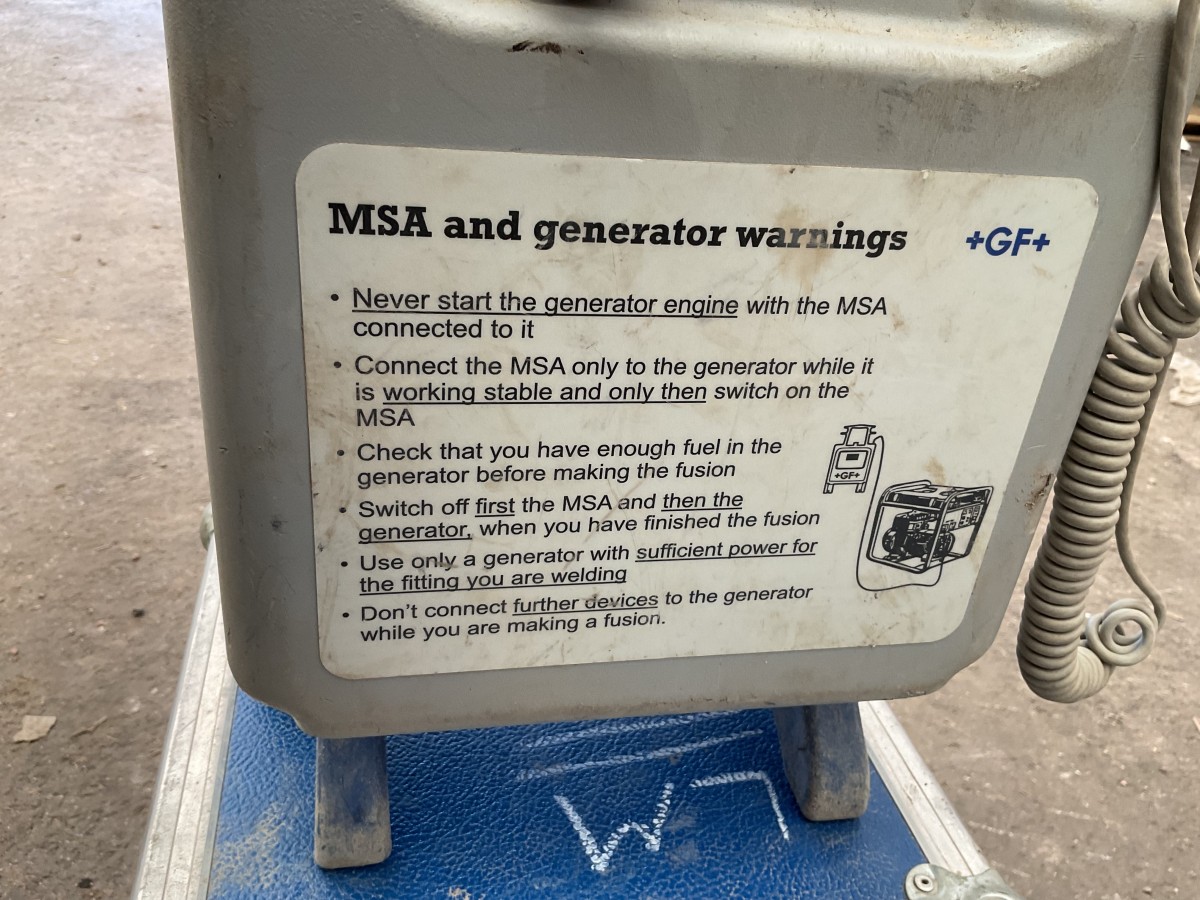 MSA and generator warnings +GF+
• Never start the generator engine with the MSA
connected to it
• Connect the MSA only to the generator while it
is working stable and only then switch on the
MSA
• Check that you have enough fuel in the
generator before making the fusion
• Switch off first the MSA and then the
generator, when you have finished the fusion
• Use only a generator with sufficient power for
the fitting you are welding
• Don't connect further devices to the generator
while you are making a fusion.
+GF+